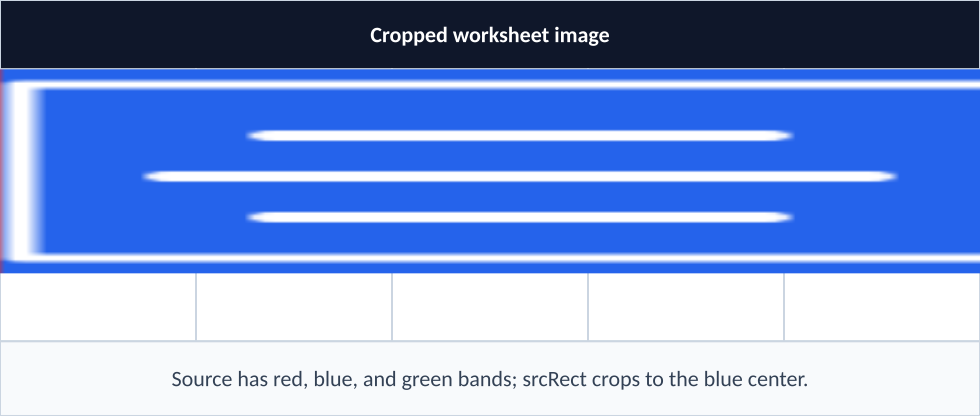 Cropped worksheet image
Source has red, blue, and green bands; srcRect crops to the blue center.